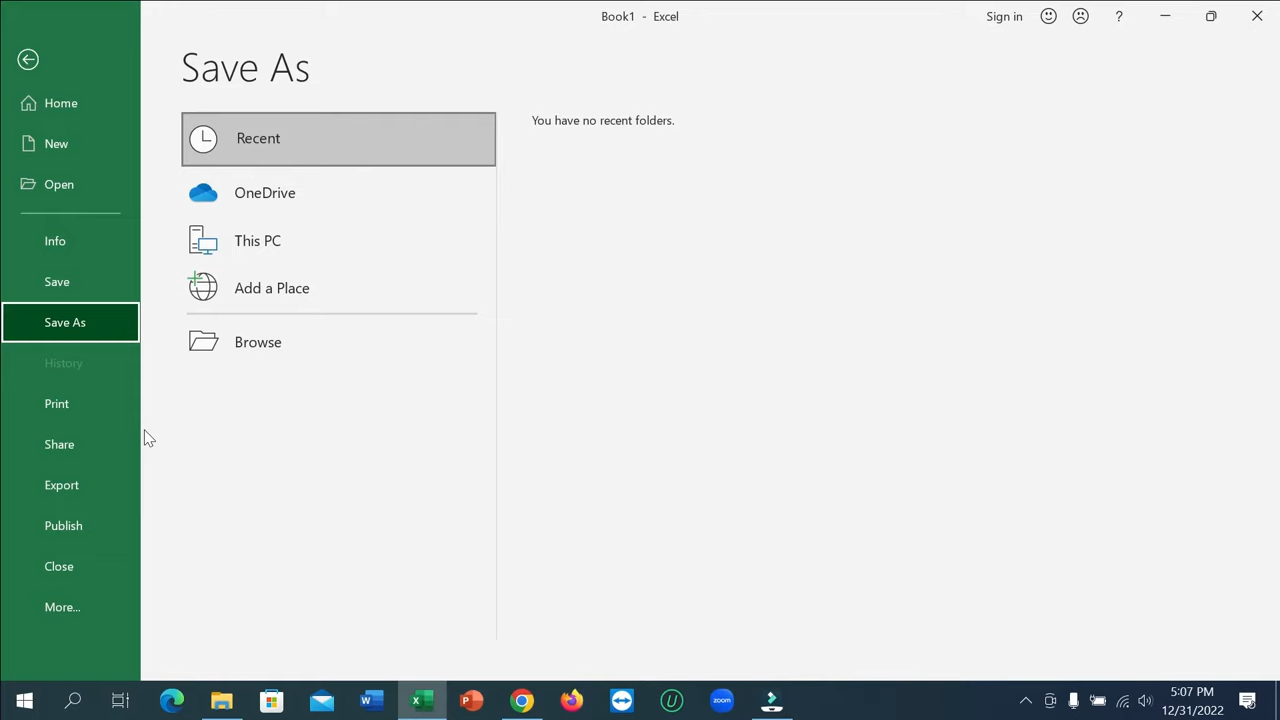 Book1 - Excel
Sign in
?
Save As
Home
New
Open
Info
Save
Save As
History
Print
Share
Export
Publish
Close
More...
Recent
OneDrive
This PC
Add a Place
Browse
You have no recent folders.
zoom
5:07 PM
12/31/2022